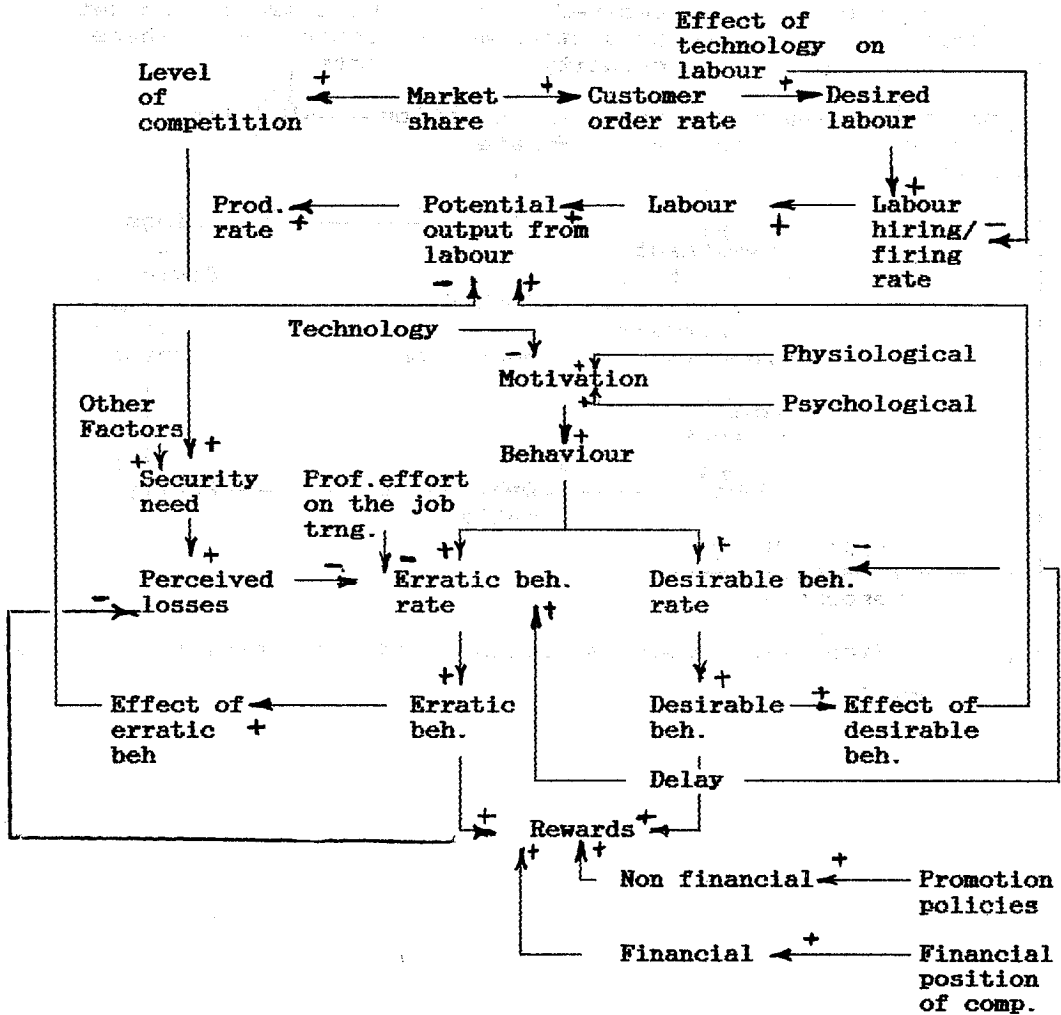 Effect of
technology on
labour
Level
of
competition
Market
share
Customer
order rate
Desired
labour
Prod.
rate
Potential
output from
labour
Labour
Labour
hiring/
firing
rate
Technology
Motivation
Physiological
Psychological
Other
Factors
Behaviour
Security
need
Prof.effort
on the job
trng.
Perceived
losses
Erratic beh.
rate
Desirable beh.
rate
Effect of
erratic
beh
Erratic
beh.
Desirable
beh.
Effect of
desirable
beh.
Delay
Rewards
Non financial
Promotion
policies
Financial
Financial
position
of comp.